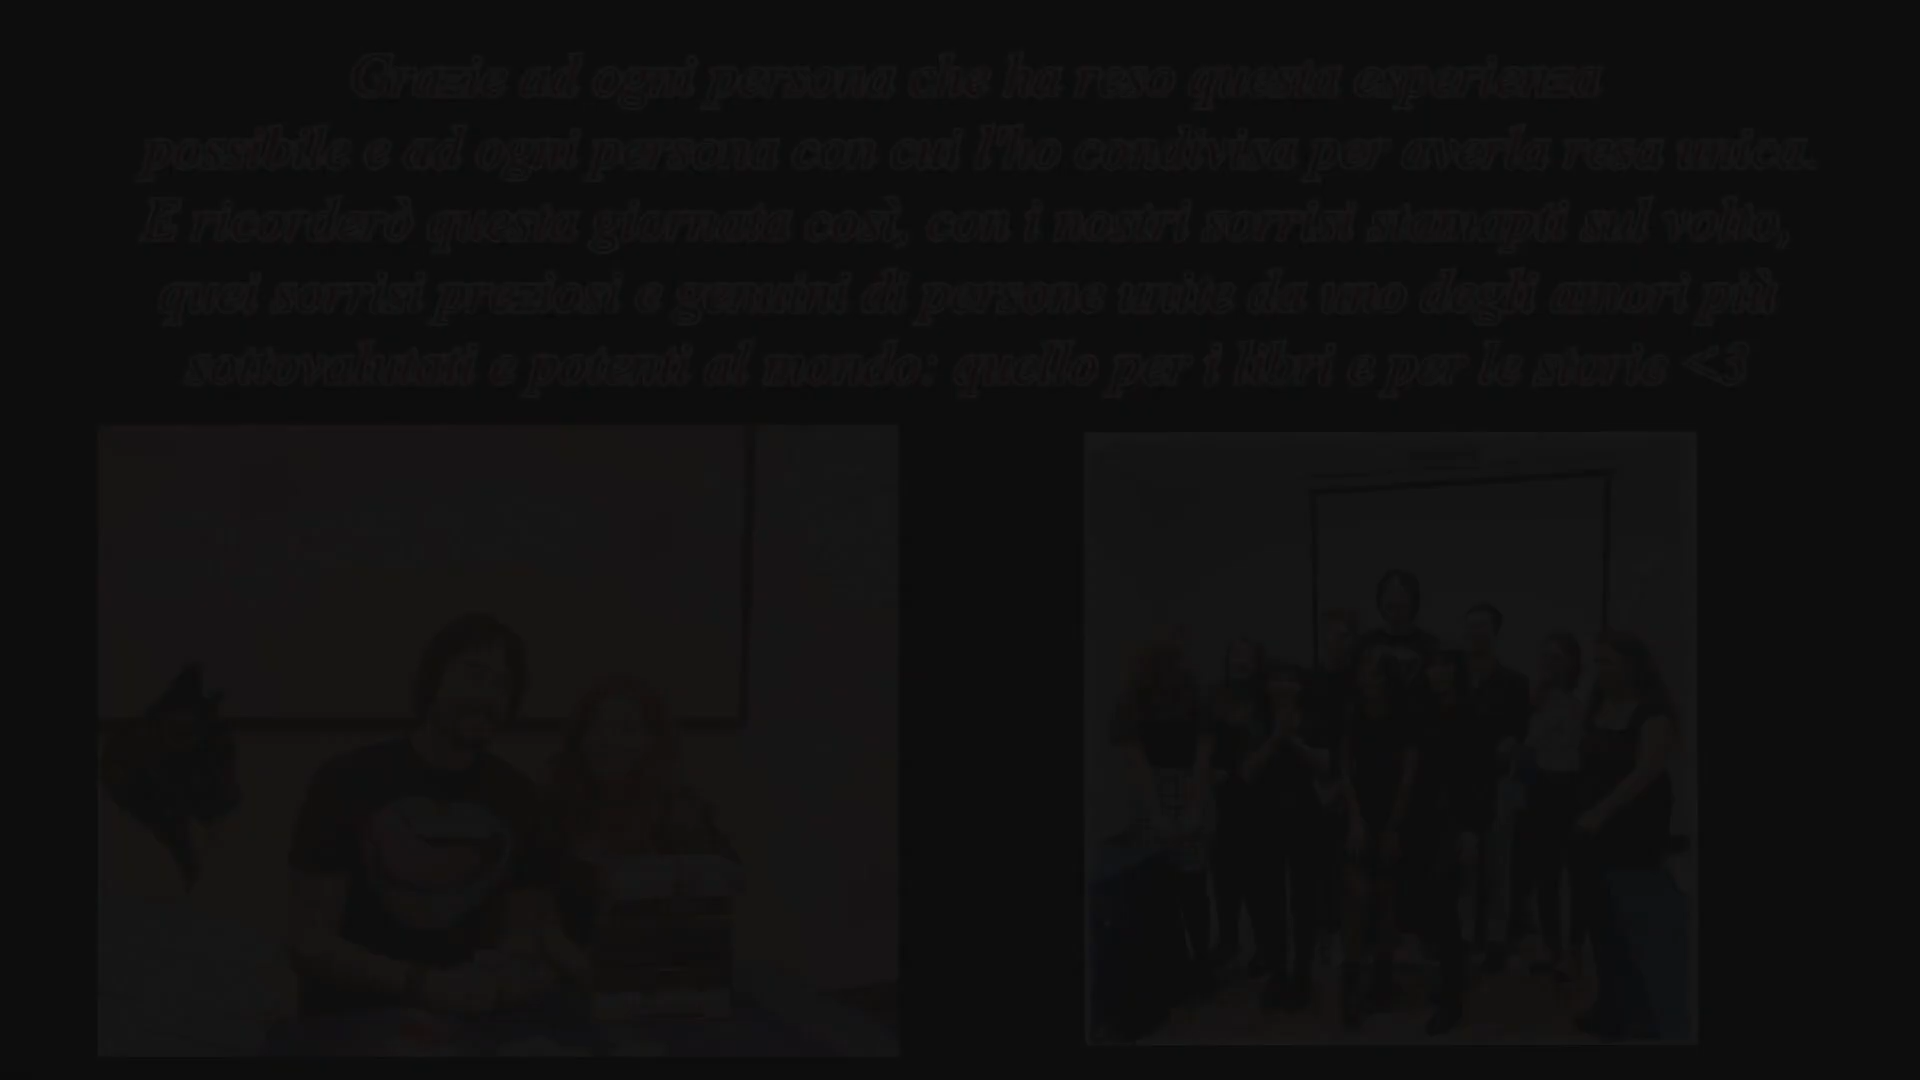 Grazie ad ogni persona che ha reso questa esperienza
possibile e ad ogni persona con cui l'ho condivisa per averla resa unica.
E ricorderò questa giornata così, con i nostri sorrisi stamapti sul volto,
quei sorrisi preziosi e genuini di persone unite da uno degli amori più
sottovalutati e potenti al mondo: quello per i libri e per le storie <3